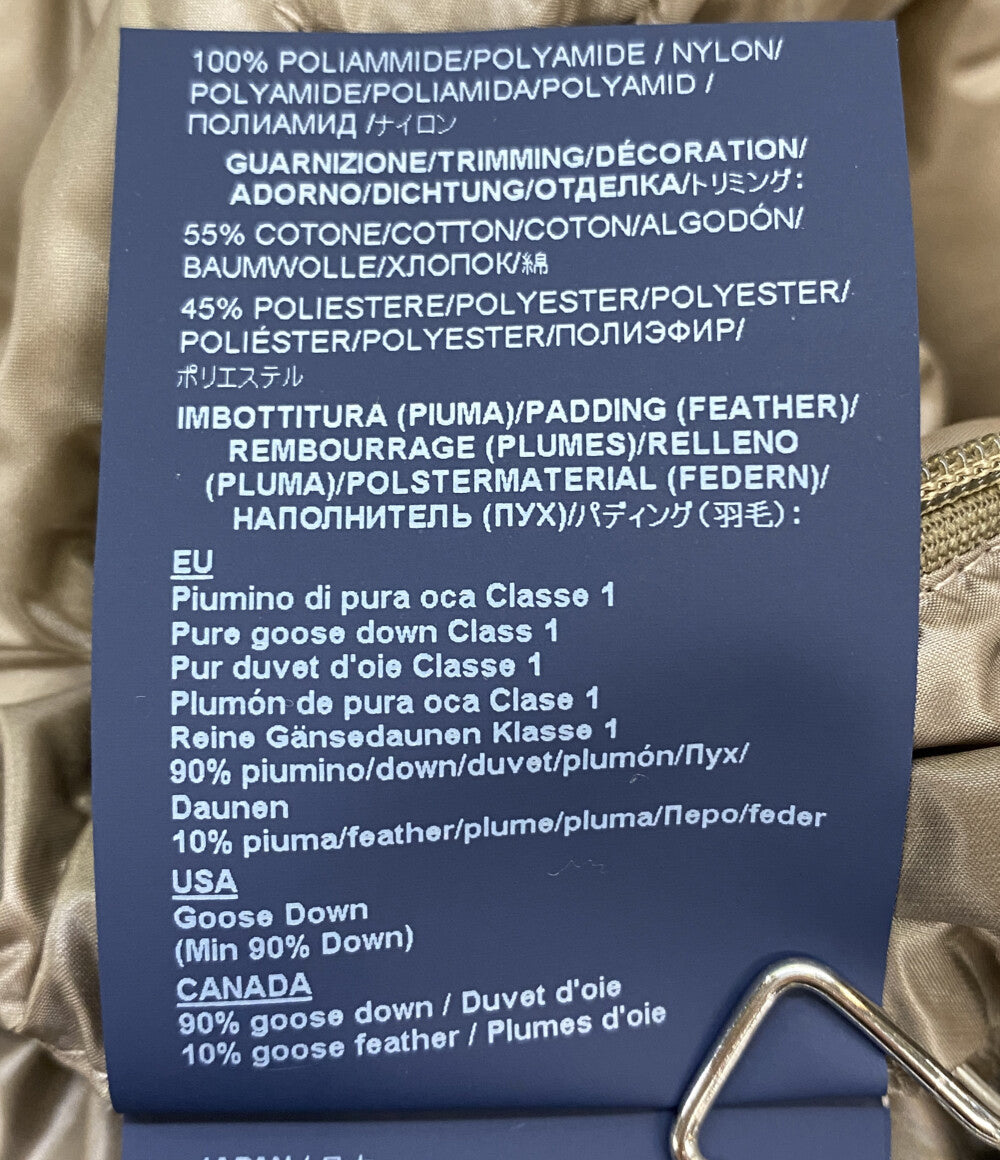 100% POLIAMMIDE/POLYAMIDE / NYLON/
POLYAMIDE/POLIAMIDA/POLYAMID /
ПОЛИАМИД /ナイロン
GUARNIZIONE/TRIMMING/DÉCORATION/
ADORNO/DICHTUNG/ОТДЕЛКА/トリミング:
55% COTONE/COTTON/COTON/ALGODÓN/
BAUMWOLLE/ХЛОПОК/綿
45% POLIESTERE/POLYESTER/POLYESTER/
POLIÉSTER/POLYESTER/ПОЛИЭФИР/
ポリエステル
IMBOTTITURA (PIUMA)/PADDING (FEATHER)/
REMBOURRAGE (PLUMES)/RELLENO
(PLUMA)/POLSTERMATERIAL (FEDERN)/
НАПОЛНИТЕЛЬ (ПУХ)/パディング(羽毛):
EU
Piumino di pura oca Classe 1
Pure goose down Class 1
Pur duvet d'oie Classe 1
Plumón de pura oca Clase 1
Reine Gänsedaunen Klasse 1
90% piumino/down/duvet/plumón/Пух/
Daunen
10% piuma/feather/plume/pluma/Перо/feder
USA
Goose Down
(Min 90% Down)
CANADA
90% goose down / Duvet d'oie
10% goose feather / Plumes d'oie